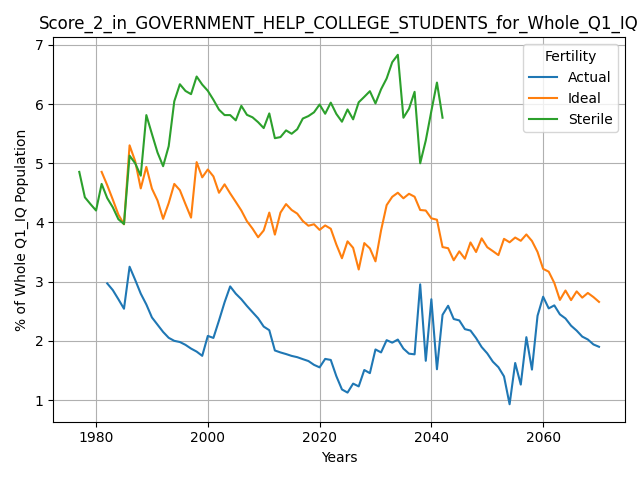 Score_2_in_GOVERNMENT_HELP_COLLEGE_STUDENTS_for_Whole_Q1_IQ
7
6
5
4
3
2
1
% of Whole Q1_IQ Population
Fertility
Actual
Ideal
Sterile
1980 2000 2020 2040 2060
Years